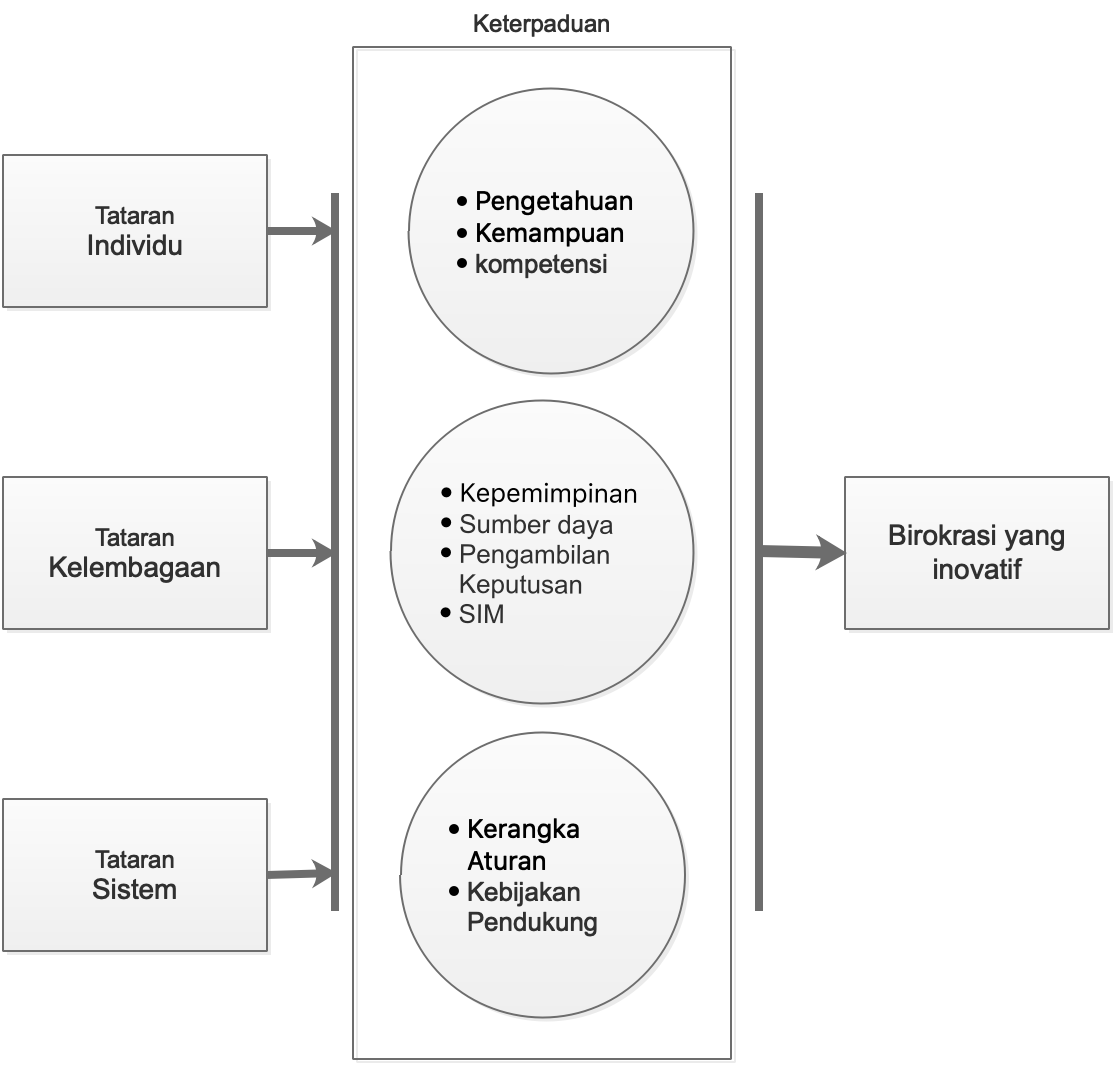 Keterpaduan
Tataran
Individu
• Pengetahuan
• Kemampuan
• kompetensi
Tataran
Kelembagaan
• Kepemimpinan
• Sumber daya
• Pengambilan
Keputusan
• SIM
Birokrasi yang
inovatif
Tataran
Sistem
• Kerangka
Aturan
• Kebijakan
Pendukung